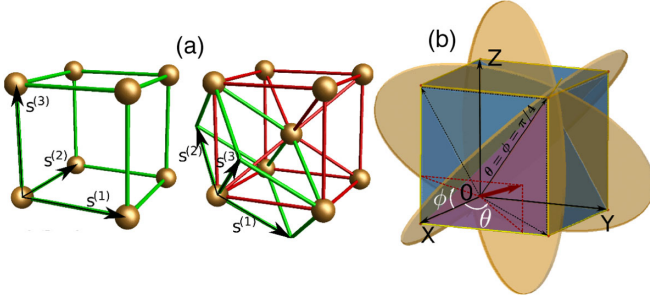 (a)
s(3)
s(2)
s(1)
s(2)
s(3)
s(1)
(b)
Z
θ = φ = π/4
0
φ
θ
X
Y